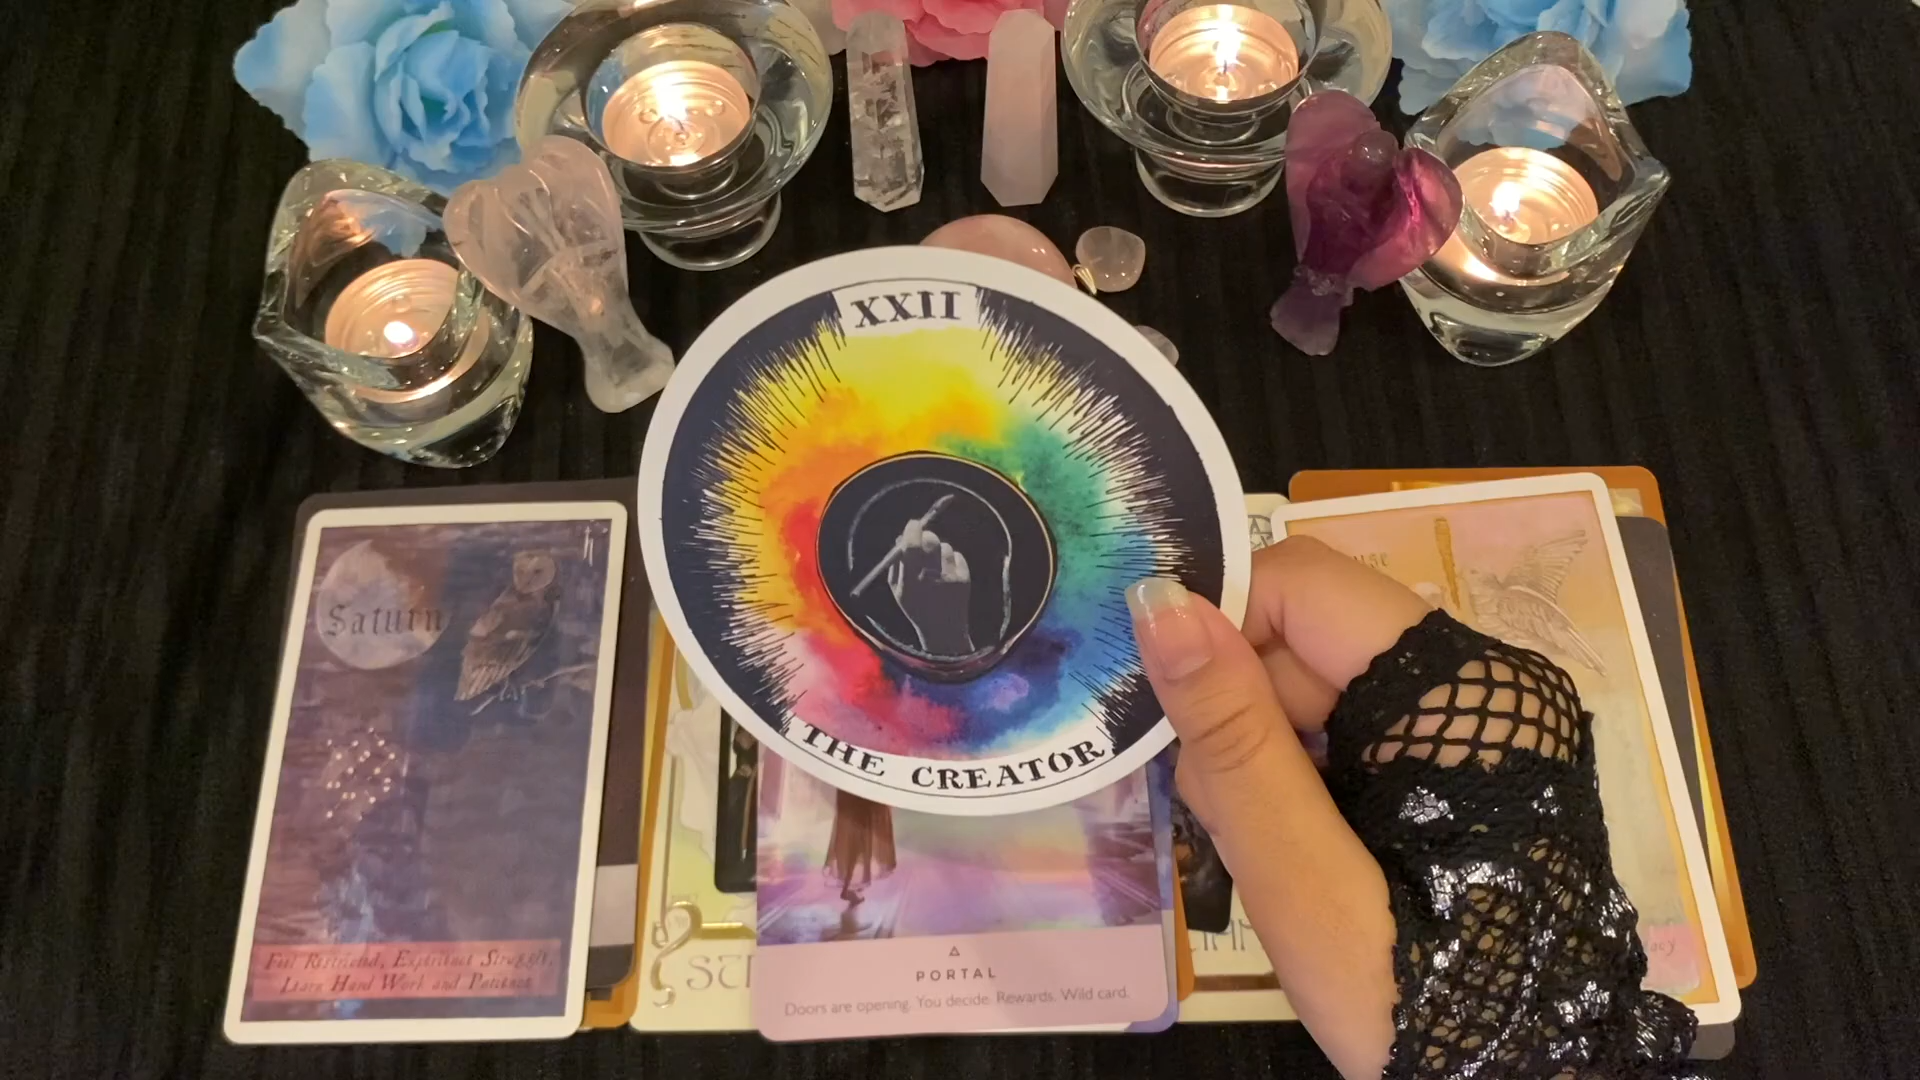 XXII
THE CREATOR
Saturn
Feel Restricted, Experience Struggle,
Learn Hard Work and Patience
PORTAL
Doors are opening. You decide. Rewards. Wild card.